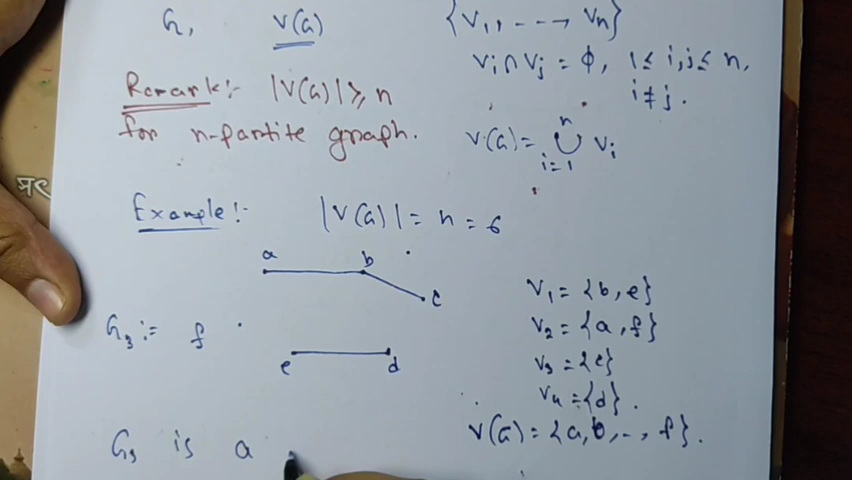 G, V(G) {V₁, ----, Vₙ}
Vᵢ∩Vⱼ = ϕ, 1≤ i,j ≤ n,
i≠j.
Remark:- |V(G)| ≥ n
for n-partite graph.
V(G) = ⋃ᵢ₌₁ⁿ Vᵢ
Example:- |V(G)| = n = 6
a b
c
G₃ := f
e d
V₁ = {b, e}
V₂ = {a, f}
V₃ = {c}
V₄ = {d}.
V(G) = {a, b, .., f}.
G₃ is a